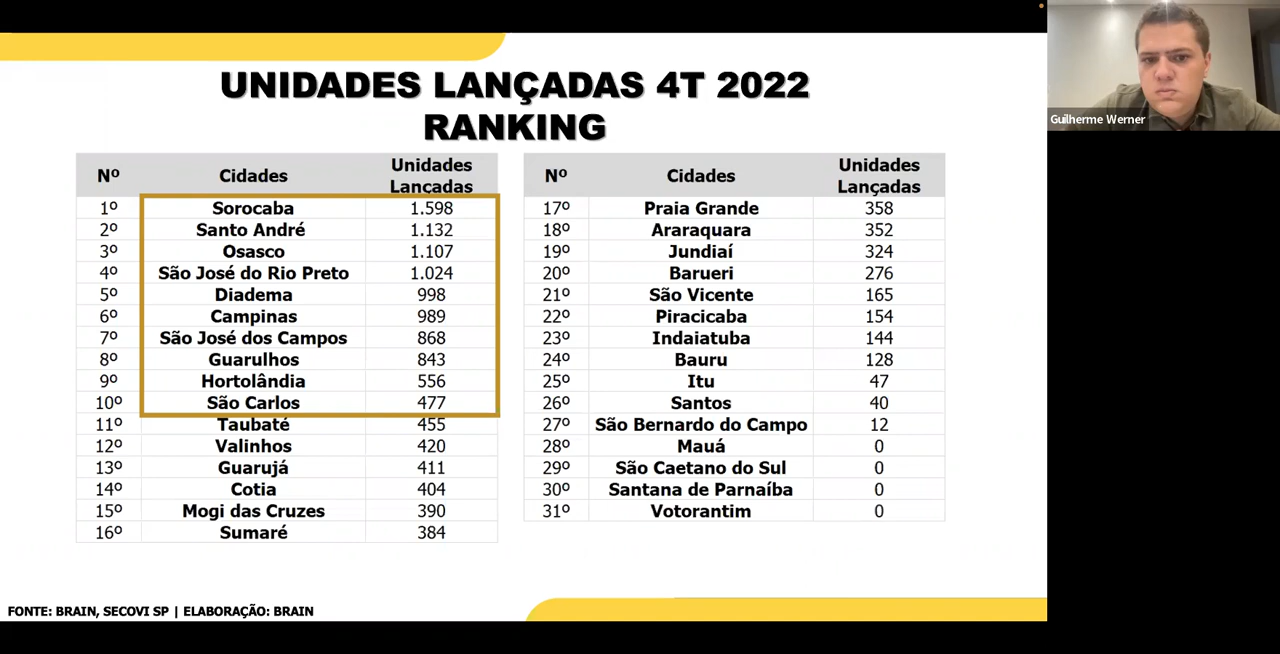 UNIDADES LANÇADAS 4T 2022
RANKING
Nº Cidades Unidades Lançadas
1º Sorocaba 1.598
2º Santo André 1.132
3º Osasco 1.107
4º São José do Rio Preto 1.024
5º Diadema 998
6º Campinas 989
7º São José dos Campos 868
8º Guarulhos 843
9º Hortolândia 556
10º São Carlos 477
11º Taubaté 455
12º Valinhos 420
13º Guarujá 411
14º Cotia 404
15º Mogi das Cruzes 390
16º Sumaré 384
Nº Cidades Unidades Lançadas
17º Praia Grande 358
18º Araraquara 352
19º Jundiaí 324
20º Barueri 276
21º São Vicente 165
22º Piracicaba 154
23º Indaiatuba 144
24º Bauru 128
25º Itu 47
26º Santos 40
27º São Bernardo do Campo 12
28º Mauá 0
29º São Caetano do Sul 0
30º Santana de Parnaíba 0
31º Votorantim 0
FONTE: BRAIN, SECOVI SP | ELABORAÇÃO: BRAIN
Guilherme Werner